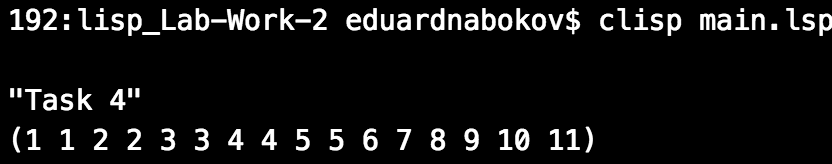 192:lisp_Lab-Work-2 eduardnabokov$ clisp main.lsp
"Task 4"
(1 1 2 2 3 3 4 4 5 5 6 7 8 9 10 11)